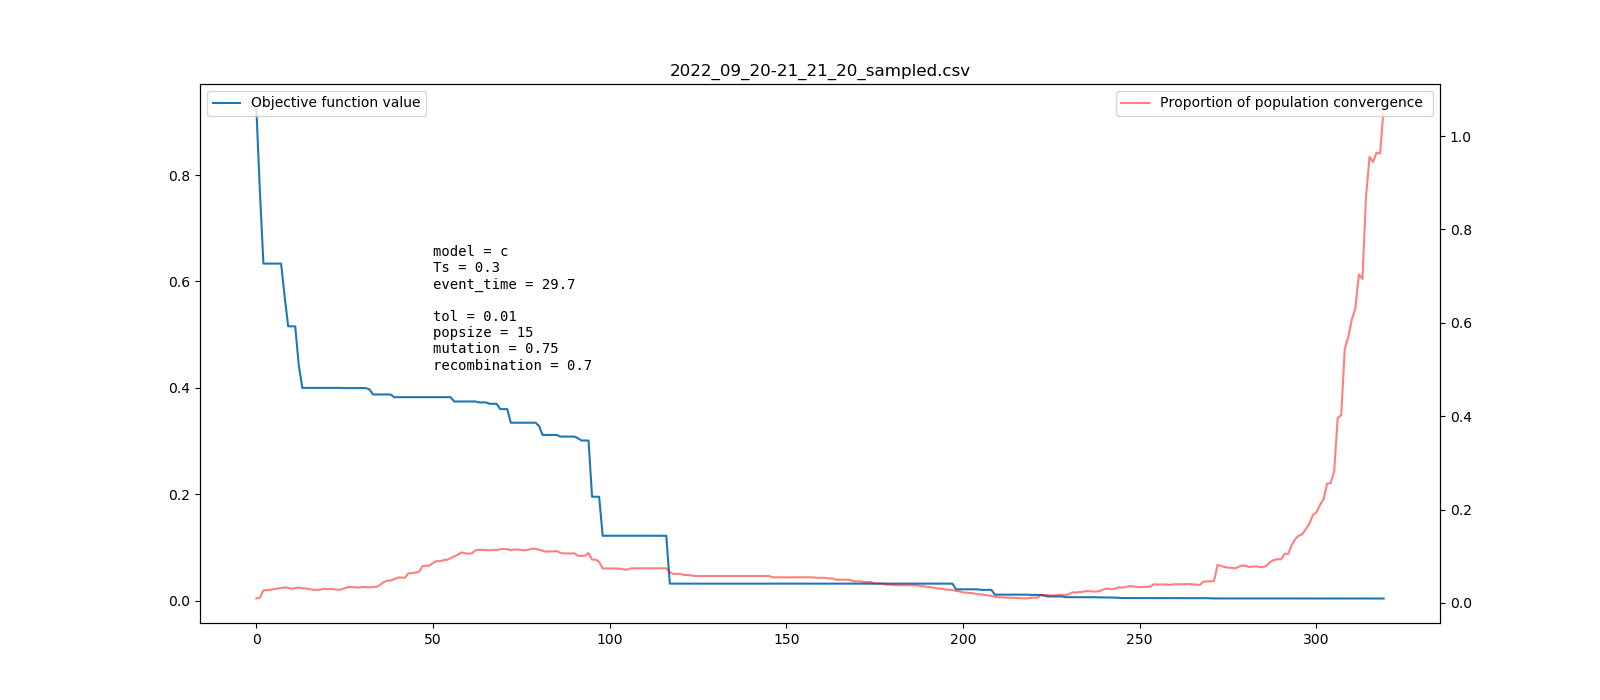 2022_09_20-21_21_20_sampled.csv
Objective function value
Proportion of population convergence
model = c
Ts = 0.3
event_time = 29.7
tol = 0.01
popsize = 15
mutation = 0.75
recombination = 0.7
0.8
0.6
0.4
0.2
0.0
1.0
0.8
0.6
0.4
0.2
0.0
0 50 100 150 200 250 300